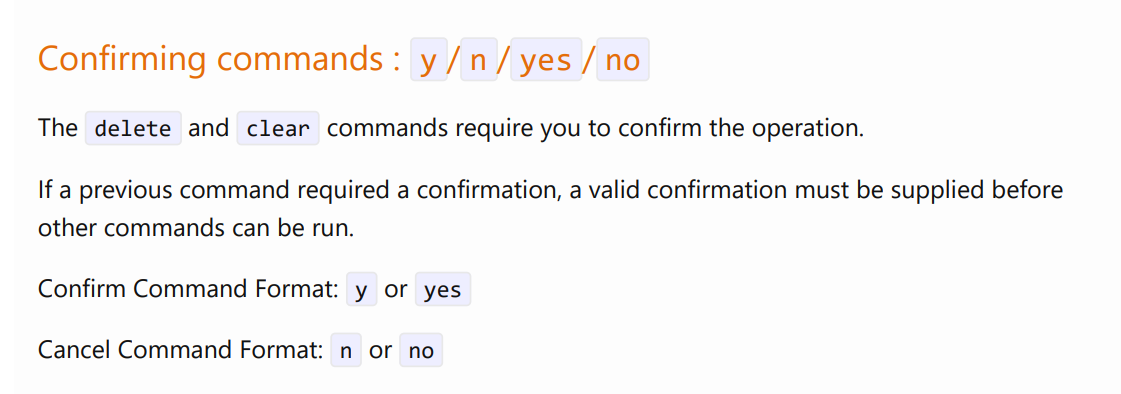 Confirming commands : y/n/yes/no
The delete and clear commands require you to confirm the operation.
If a previous command required a confirmation, a valid confirmation must be supplied before
other commands can be run.
Confirm Command Format: y or yes
Cancel Command Format: n or no